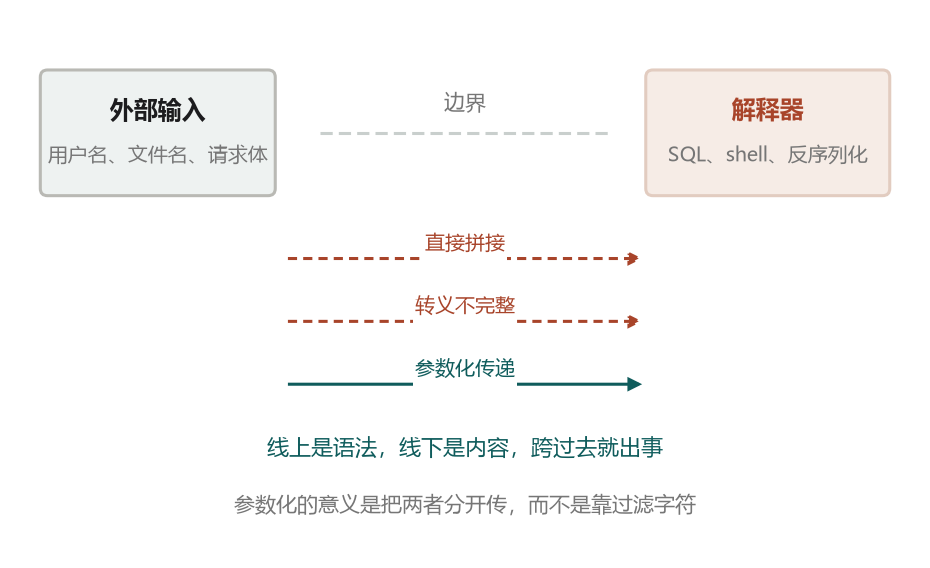 外部输入
用户名、文件名、请求体
边界
解释器
SQL、shell、反序列化
直接拼接
转义不完整
参数化传递
线上是语法，线下是内容，跨过去就出事
参数化的意义是把两者分开传，而不是靠过滤字符